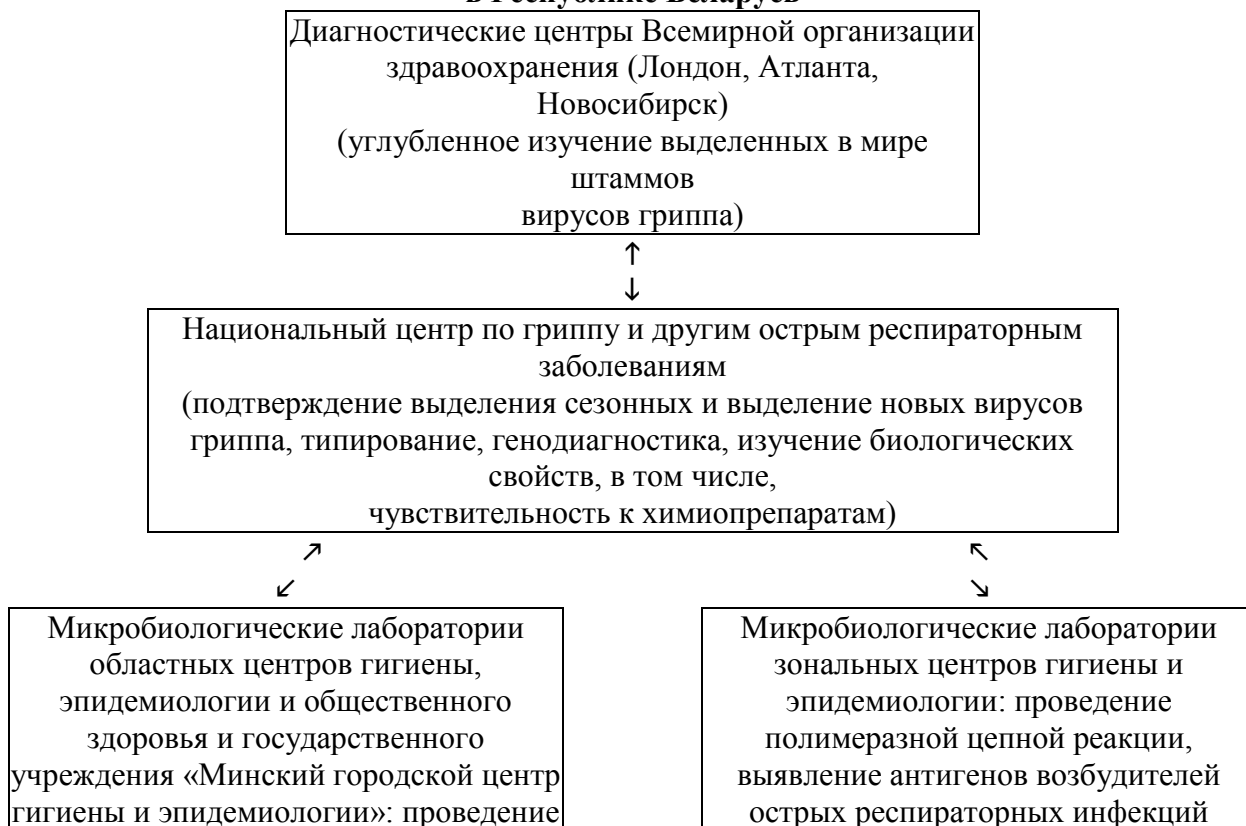 в Республике Беларусь
Диагностические центры Всемирной организации
здравоохранения (Лондон, Атланта,
Новосибирск)
(углубленное изучение выделенных в мире
штаммов
вирусов гриппа)
↑
↓
Национальный центр по гриппу и другим острым респираторным
заболеваниям
(подтверждение выделения сезонных и выделение новых вирусов
гриппа, типирование, генодиагностика, изучение биологических
свойств, в том числе,
чувствительность к химиопрепаратам)
↗ ↖
↙ ↘
Микробиологические лаборатории
областных центров гигиены,
эпидемиологии и общественного
здоровья и государственного
учреждения «Минский городской центр
гигиены и эпидемиологии»: проведение
Микробиологические лаборатории
зональных центров гигиены и
эпидемиологии: проведение
полимеразной цепной реакции,
выявление антигенов возбудителей
острых респираторных инфекций